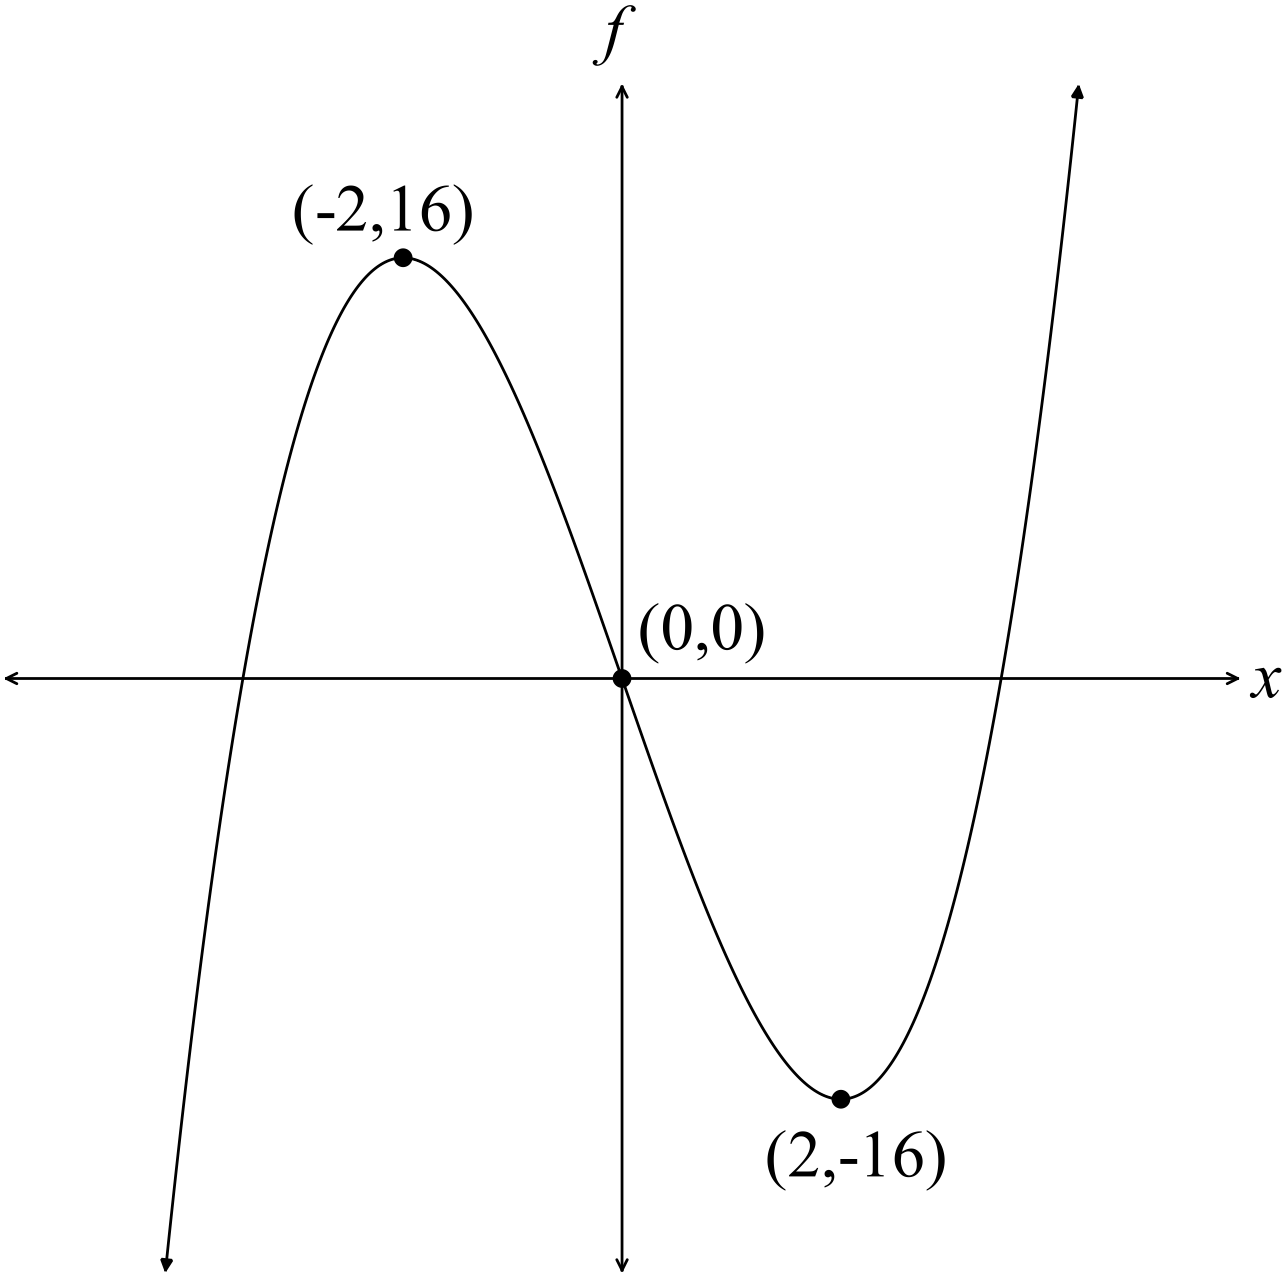 f
(-2,16)
(0,0)
x
(2,-16)